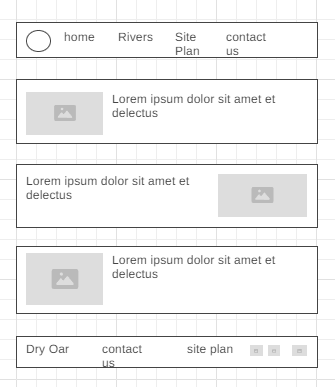 home Rivers Site contact
Plan us
Lorem ipsum dolor sit amet et
delectus
Lorem ipsum dolor sit amet et
delectus
Lorem ipsum dolor sit amet et
delectus
Dry Oar contact site plan
us